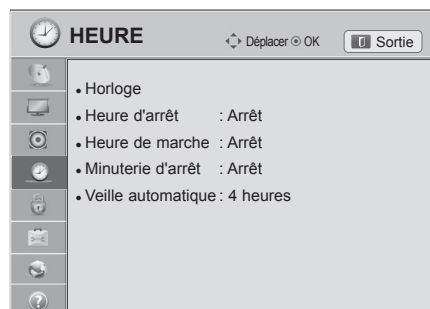 HEURE
Déplacer OK
Sortie
• Horloge
• Heure d'arrêt : Arrêt
• Heure de marche : Arrêt
• Minuterie d'arrêt : Arrêt
• Veille automatique : 4 heures